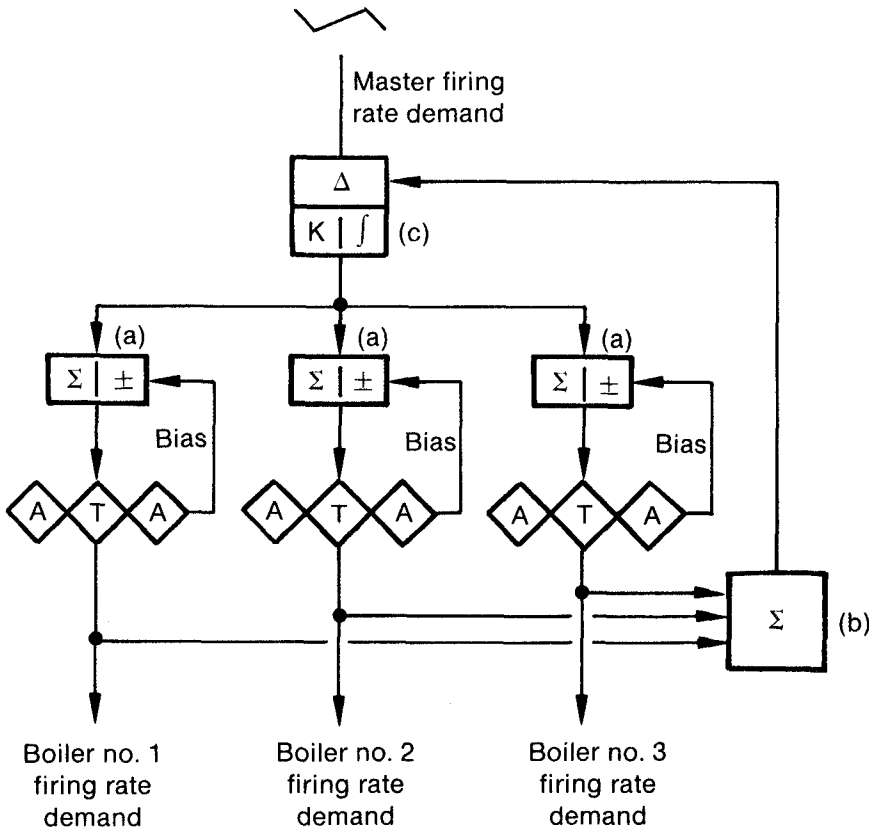 Master firing
rate demand
Δ
K | ∫ (c)
(a) (a) (a)
Σ | ± Σ | ± Σ | ±
Bias Bias Bias
A T A A T A A T A
Σ (b)
Boiler no. 1 Boiler no. 2 Boiler no. 3
firing rate firing rate firing rate
demand demand demand